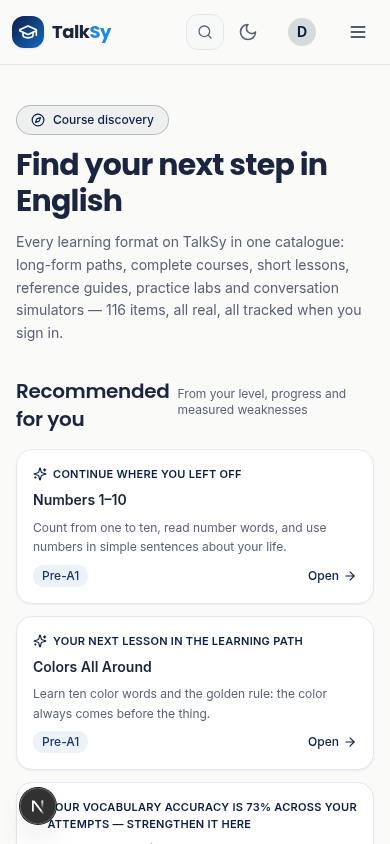 TalkSy
D
Course discovery
Find your next step in
English
Every learning format on TalkSy in one catalogue:
long-form paths, complete courses, short lessons,
reference guides, practice labs and conversation
simulators — 116 items, all real, all tracked when you
sign in.
Recommended
for you
From your level, progress and
measured weaknesses
CONTINUE WHERE YOU LEFT OFF
Numbers 1–10
Count from one to ten, read number words, and use
numbers in simple sentences about your life.
Pre-A1
Open
YOUR NEXT LESSON IN THE LEARNING PATH
Colors All Around
Learn ten color words and the golden rule: the color
always comes before the thing.
Pre-A1
Open
N
YOUR VOCABULARY ACCURACY IS 73% ACROSS YOUR
ATTEMPTS — STRENGTHEN IT HERE